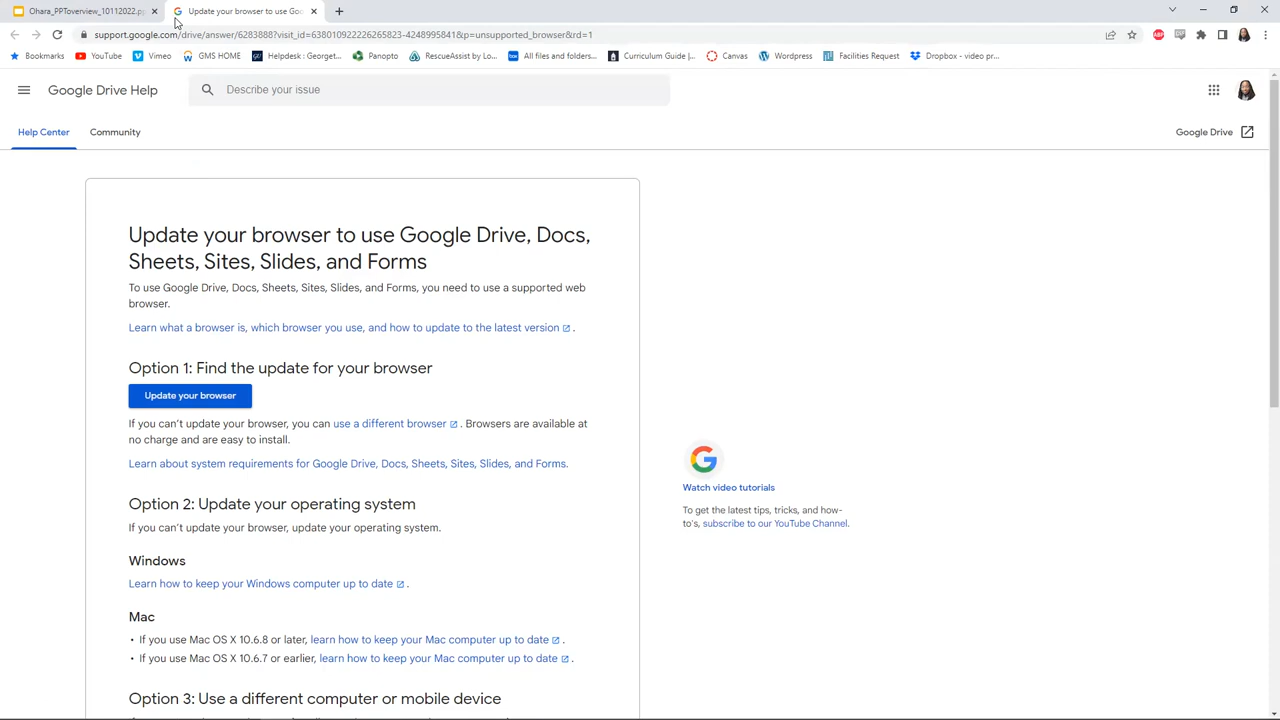 Ohara_PPToverview_10112022.pp
Update your browser to use Goo
support.google.com/drive/answer/6283888?visit_id=638010922226265823-4248995841&p=unsupported_browser&rd=1
Bookmarks YouTube Vimeo GMS HOME Helpdesk : Georget... Panopto RescueAssist by Lo... All files and folders... Curriculum Guide |... Canvas Wordpress Facilities Request Dropbox - video pr...
Google Drive Help
Describe your issue
Help Center Community
Google Drive
Update your browser to use Google Drive, Docs,
Sheets, Sites, Slides, and Forms
To use Google Drive, Docs, Sheets, Sites, Slides, and Forms, you need to use a supported web
browser.
Learn what a browser is, which browser you use, and how to update to the latest version .
Option 1: Find the update for your browser
Update your browser
If you can't update your browser, you can use a different browser . Browsers are available at
no charge and are easy to install.
Learn about system requirements for Google Drive, Docs, Sheets, Sites, Slides, and Forms.
Option 2: Update your operating system
If you can't update your browser, update your operating system.
Windows
Learn how to keep your Windows computer up to date .
Mac
• If you use Mac OS X 10.6.8 or later, learn how to keep your Mac computer up to date .
• If you use Mac OS X 10.6.7 or earlier, learn how to keep your Mac computer up to date .
Option 3: Use a different computer or mobile device
Watch video tutorials
To get the latest tips, tricks, and how-
to's, subscribe to our YouTube Channel.